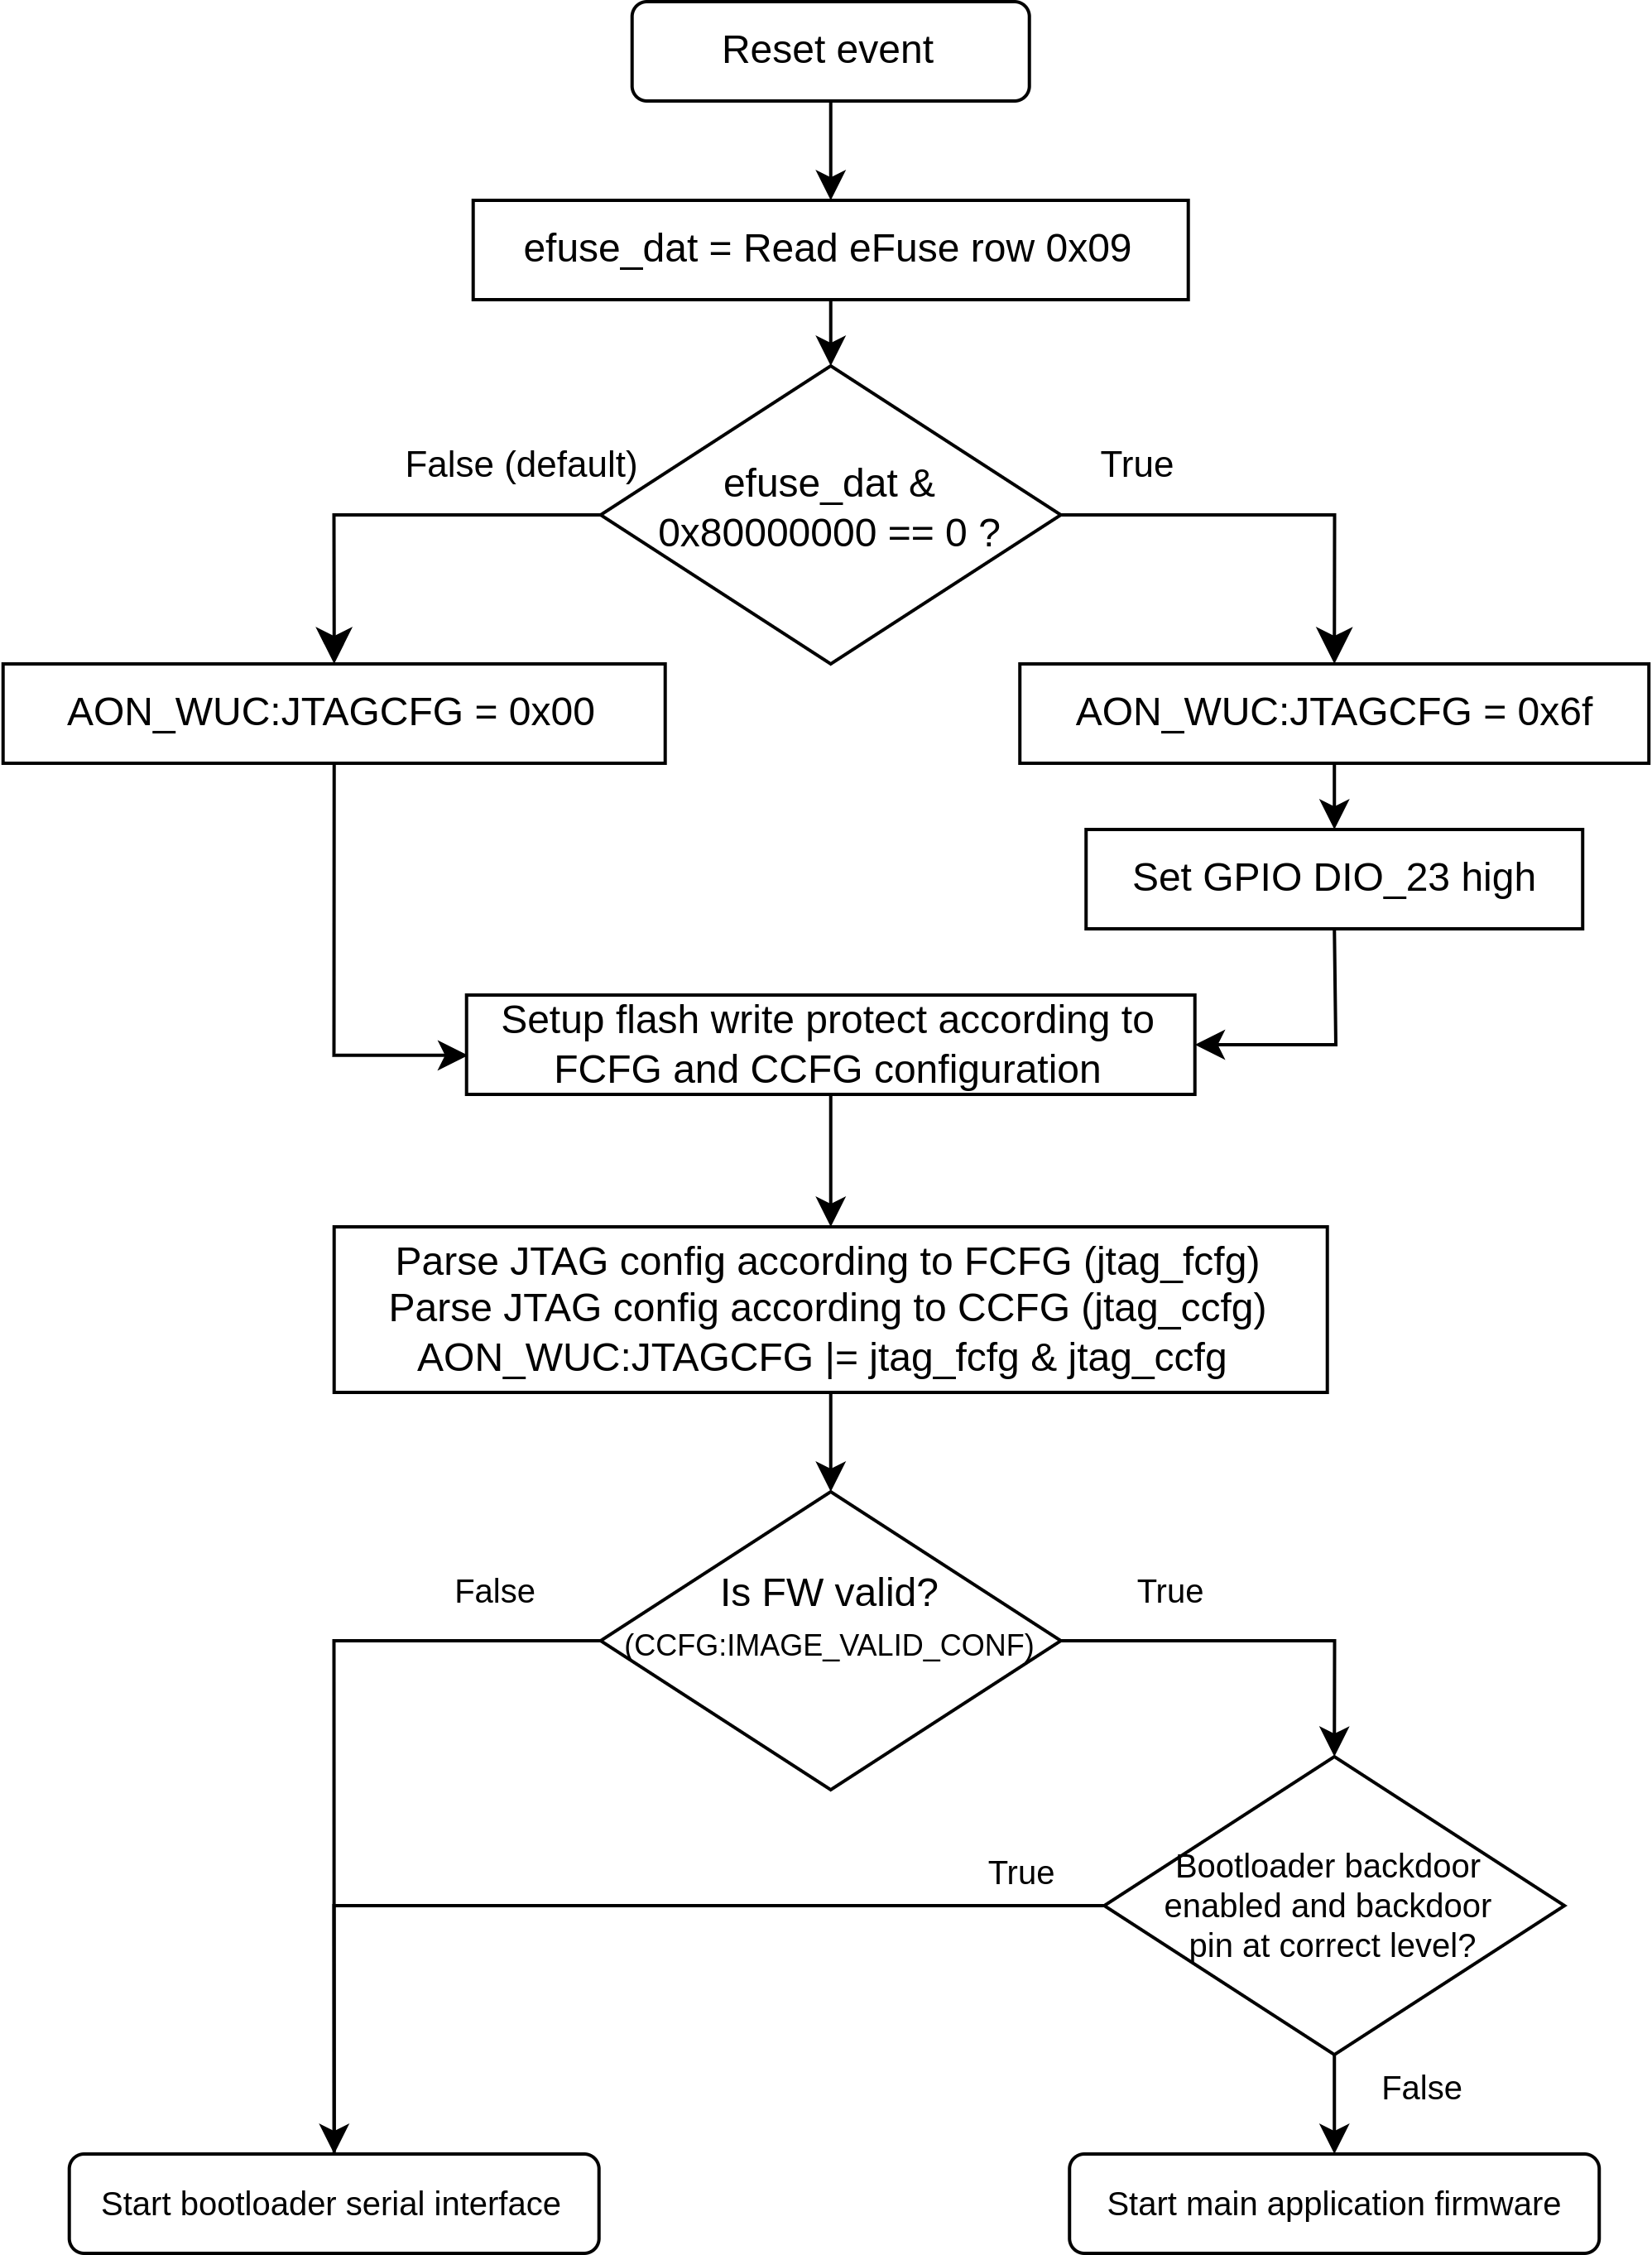 Reset event
efuse_dat = Read eFuse row 0x09
False (default)
True
efuse_dat &
0x80000000 == 0 ?
AON_WUC:JTAGCFG = 0x00
AON_WUC:JTAGCFG = 0x6f
Set GPIO DIO_23 high
Setup flash write protect according to
FCFG and CCFG configuration
Parse JTAG config according to FCFG (jtag_fcfg)
Parse JTAG config according to CCFG (jtag_ccfg)
AON_WUC:JTAGCFG |= jtag_fcfg & jtag_ccfg
False
True
Is FW valid?
(CCFG:IMAGE_VALID_CONF)
True
Bootloader backdoor
enabled and backdoor
pin at correct level?
False
Start bootloader serial interface
Start main application firmware